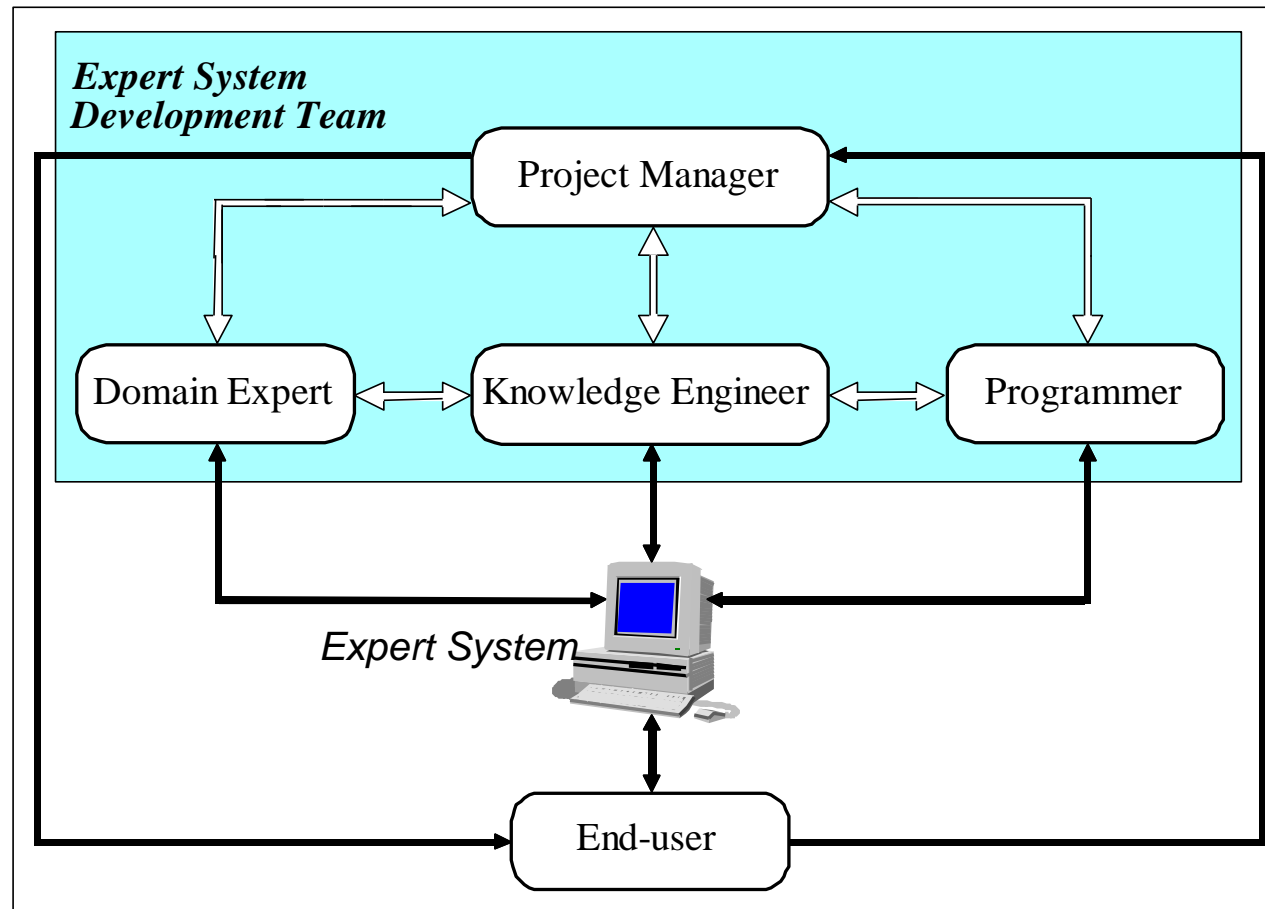 Expert System
Development Team
Project Manager
Domain Expert
Knowledge Engineer
Programmer
Expert System
End-user